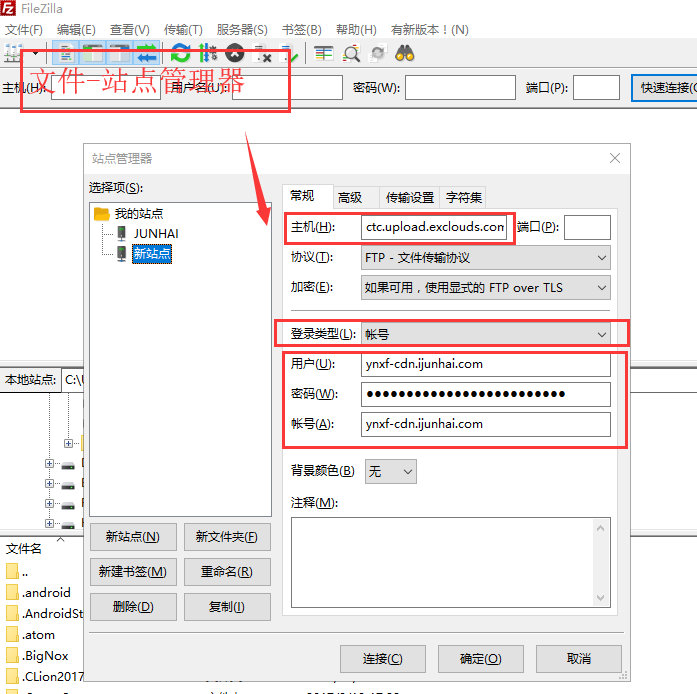 FileZilla
文件(F) 编辑(E) 查看(V) 传输(T) 服务器(S) 书签(B) 帮助(H) 有新版本！(N)
文件-站点管理器
主机(H): 用户名(U): 密码(W): 端口(P): 快速连接(
站点管理器
选择项(S):
我的站点
JUNHAI
新站点
常规 高级 传输设置 字符集
主机(H): ctc.upload.exclouds.com 端口(P):
协议(T): FTP - 文件传输协议
加密(E): 如果可用，使用显式的 FTP over TLS
登录类型(L): 帐号
用户(U): ynxf-cdn.ijunhai.com
密码(W): ●●●●●●●●●●●●●●●●●●●●●●●●●
帐号(A): ynxf-cdn.ijunhai.com
背景颜色(B) 无
注释(M):
新站点(N) 新文件夹(F)
新建书签(M) 重命名(R)
删除(D) 复制(I)
连接(C) 确定(O) 取消
本地站点: C:\
文件名
..
.android
.AndroidSt
.atom
.BigNox
.CLion2017